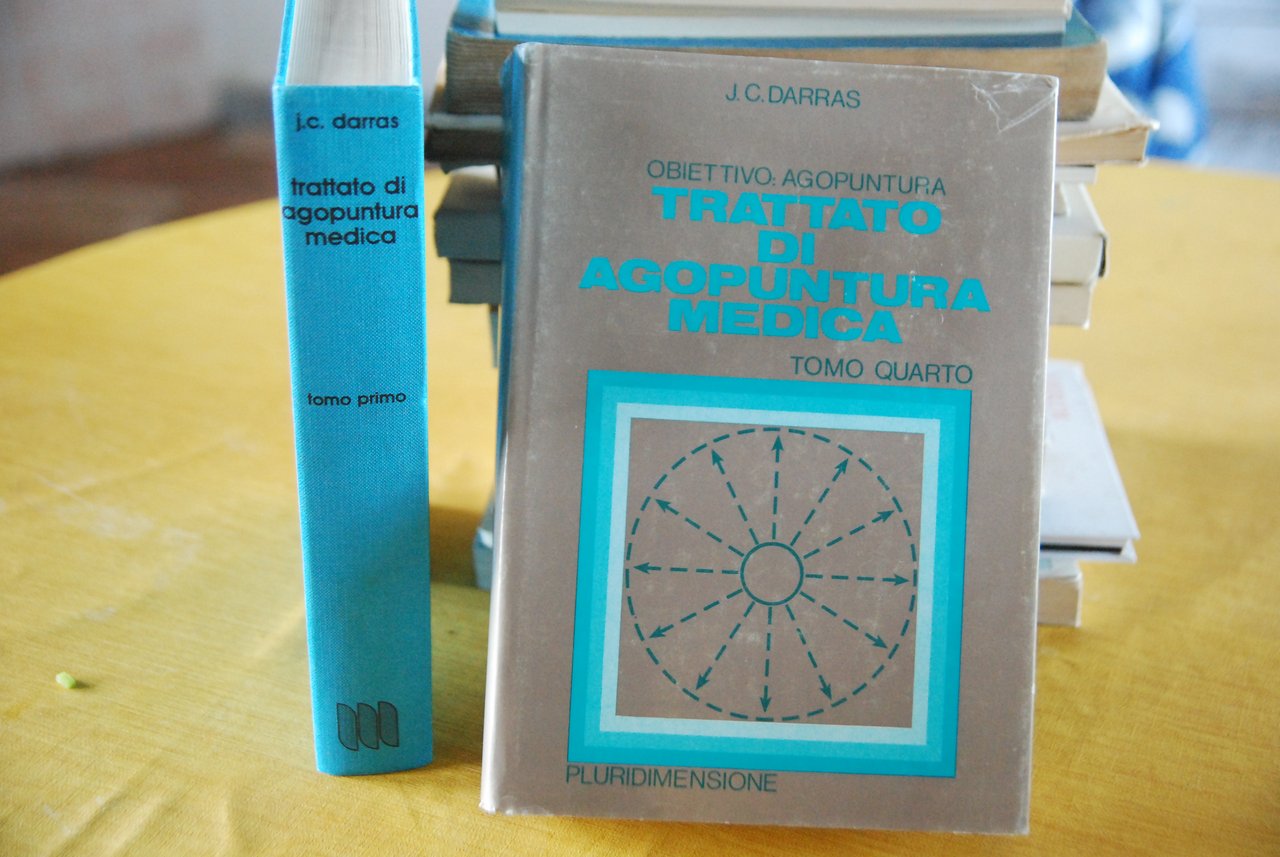 j.c. darras
trattato di
agopuntura
medica
tomo primo
J.C.DARRAS
OBIETTIVO: AGOPUNTURA
TRATTATO
DI
AGOPUNTURA
MEDICA
TOMO QUARTO
PLURIDIMENSIONE